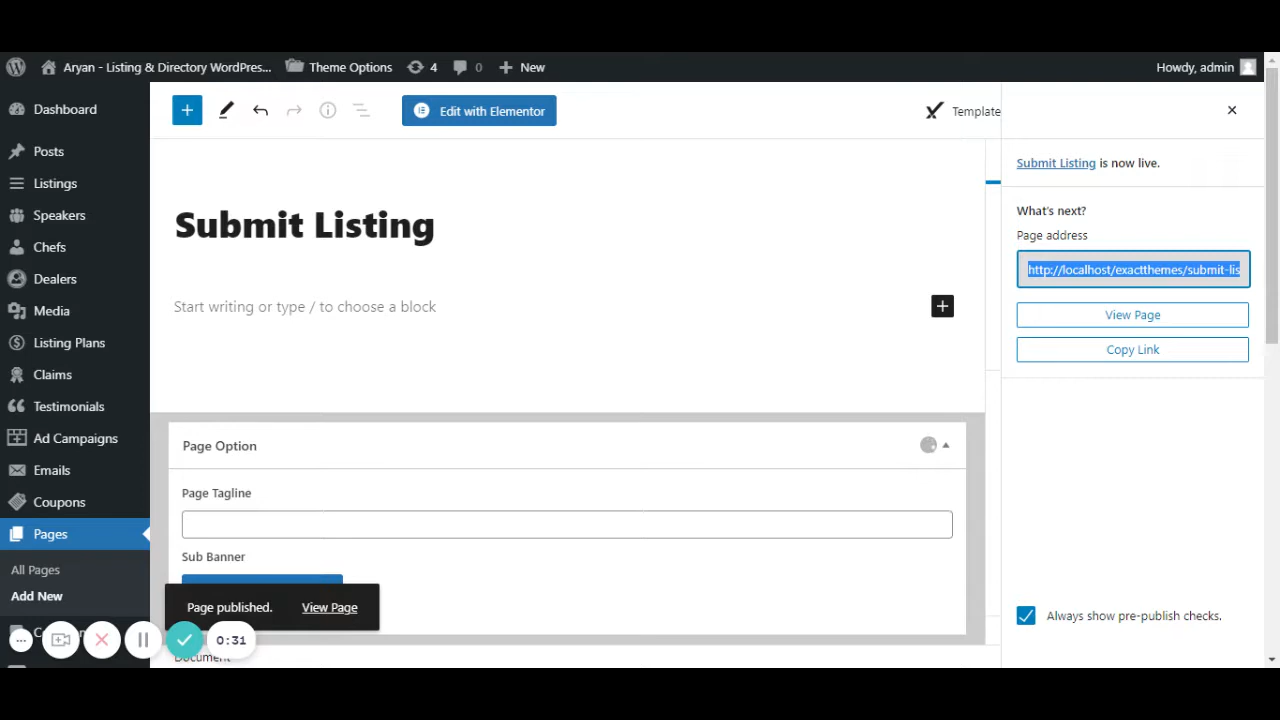 Aryan - Listing & Directory WordPres...
Theme Options
4
0
New
Howdy, admin
Dashboard
Posts
Listings
Speakers
Chefs
Dealers
Media
Listing Plans
Claims
Testimonials
Ad Campaigns
Emails
Coupons
Pages
All Pages
Add New
Edit with Elementor
Template
Submit Listing
Start writing or type / to choose a block
Page Option
Page Tagline
Sub Banner
Page published. View Page
0:31
Document
Submit Listing is now live.
What's next?
Page address
http://localhost/exactthemes/submit-lis
View Page
Copy Link
Always show pre-publish checks.